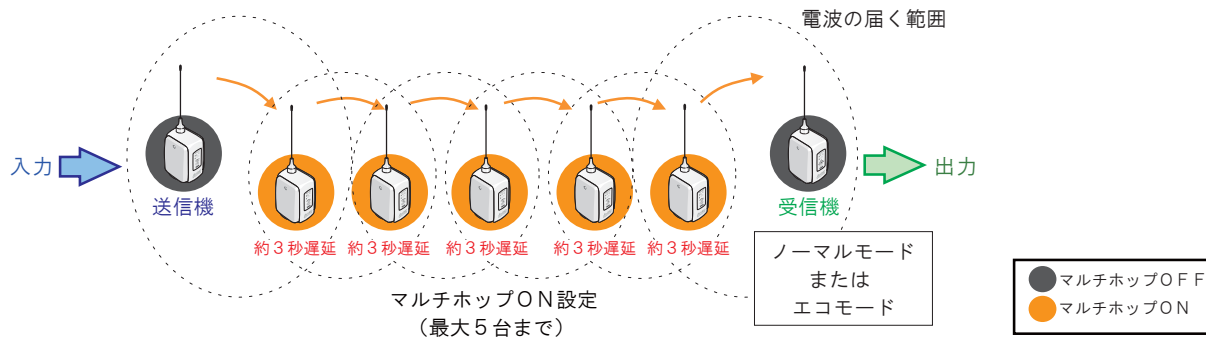 電波の届く範囲
入力
送信機
約３秒遅延
約３秒遅延
約３秒遅延
約３秒遅延
約３秒遅延
受信機
出力
ノーマルモード
または
エコモード
マルチホップＯＮ設定
（最大５台まで）
マルチホップＯＦＦ
マルチホップＯＮ